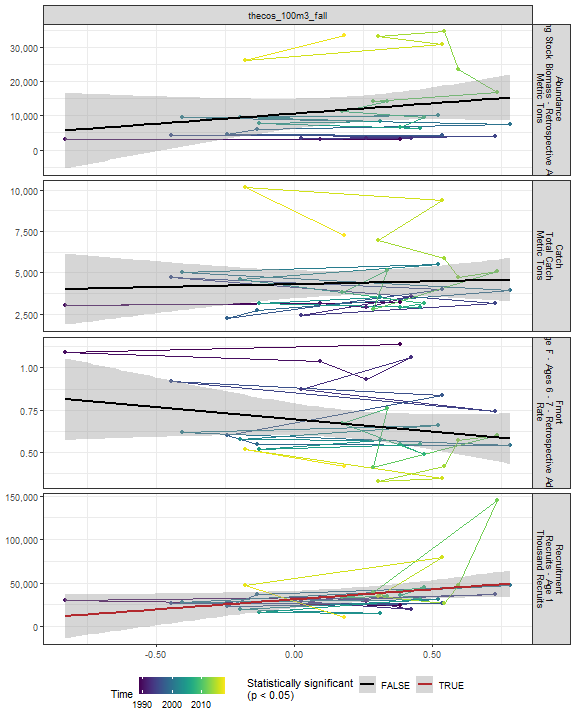 thecos_100m3_fall
30,000
20,000
10,000
0
Abundance
Stock Biomass - Retrospective
Metric Tons
10,000
7,500
5,000
2,500
Catch
Total Catch
Metric Tons
1.00
0.75
0.50
Fmort
F - Ages 6 - 7 - Retrospective
Rate
150,000
100,000
50,000
0
Recruitment
Recruits - Age 1
Thousand Recruits
-0.50
0.00
0.50
Time
1990
2000
2010
Statistically significant
(p < 0.05)
FALSE
TRUE